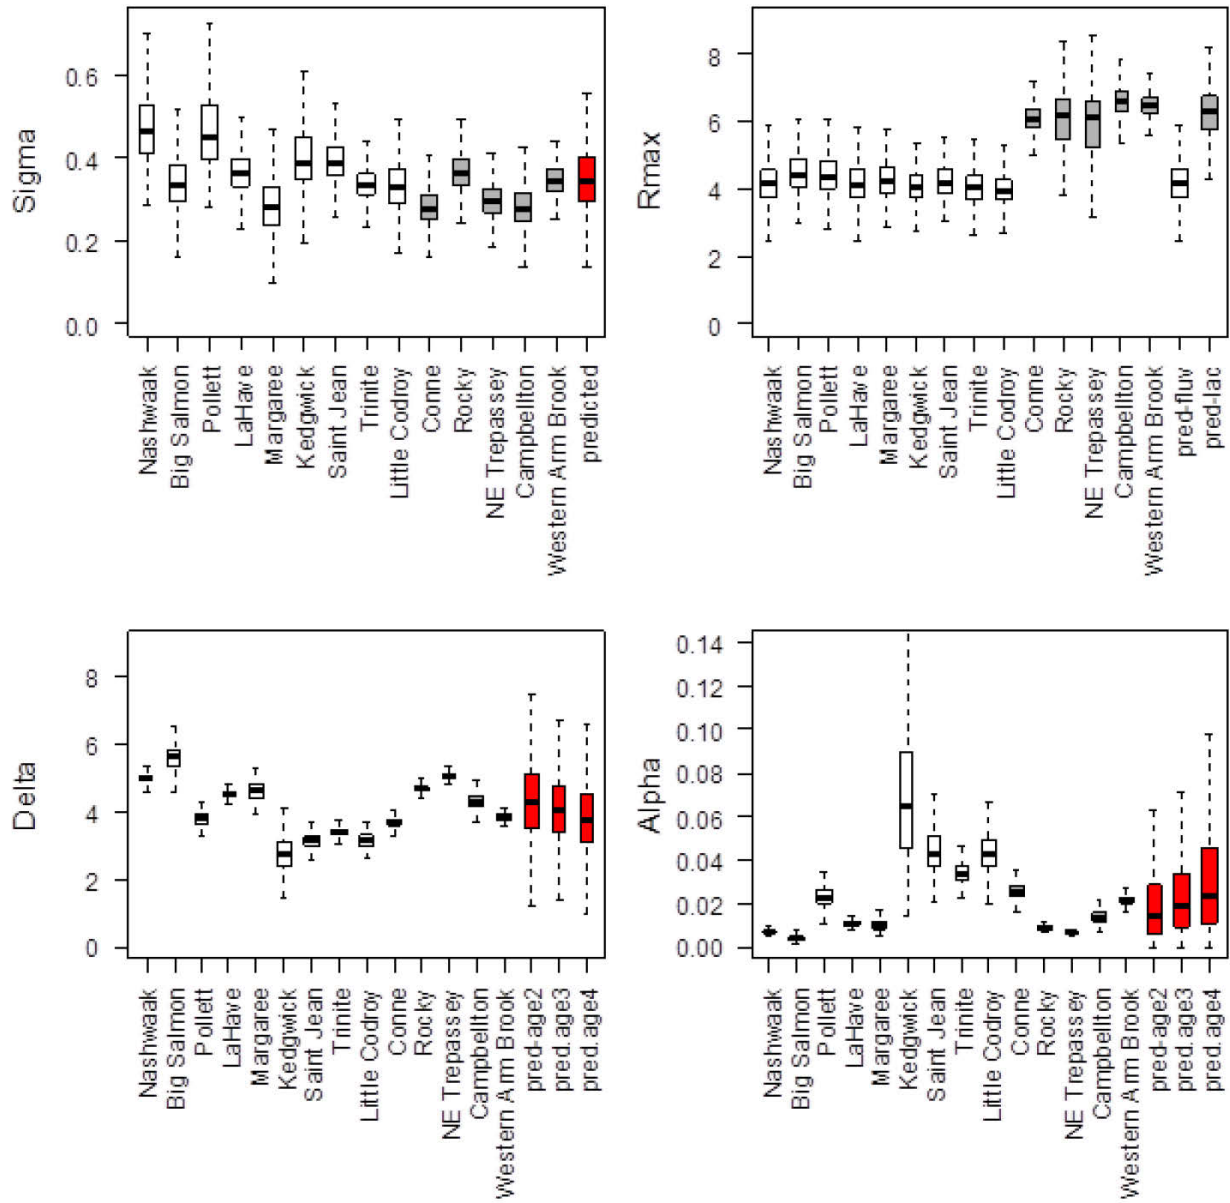 Sigma
0.6
0.4
0.2
0.0
Nashwaak
Big Salmon
Pollett
LaHave
Margaree
Kedgwick
Saint Jean
Trinite
Little Codroy
Conne
Rocky
NE Trepassey
Campbellton
Western Arm Brook
predicted
Rmax
8
6
4
2
0
Nashwaak
Big Salmon
Pollett
LaHave
Margaree
Kedgwick
Saint Jean
Trinite
Little Codroy
Conne
Rocky
NE Trepassey
Campbellton
Western Arm Brook
pred-fluv
pred-lac
Delta
8
6
4
2
0
Nashwaak
Big Salmon
Pollett
LaHave
Margaree
Kedgwick
Saint Jean
Trinite
Little Codroy
Conne
Rocky
NE Trepassey
Campbellton
Western Arm Brook
pred-age2
pred.age3
pred.age4
Alpha
0.14
0.12
0.10
0.08
0.06
0.04
0.02
0.00
Nashwaak
Big Salmon
Pollett
LaHave
Margaree
Kedgwick
Saint Jean
Trinite
Little Codroy
Conne
Rocky
NE Trepassey
Campbellton
Western Arm Brook
pred-age2
pred.age3
pred.age4